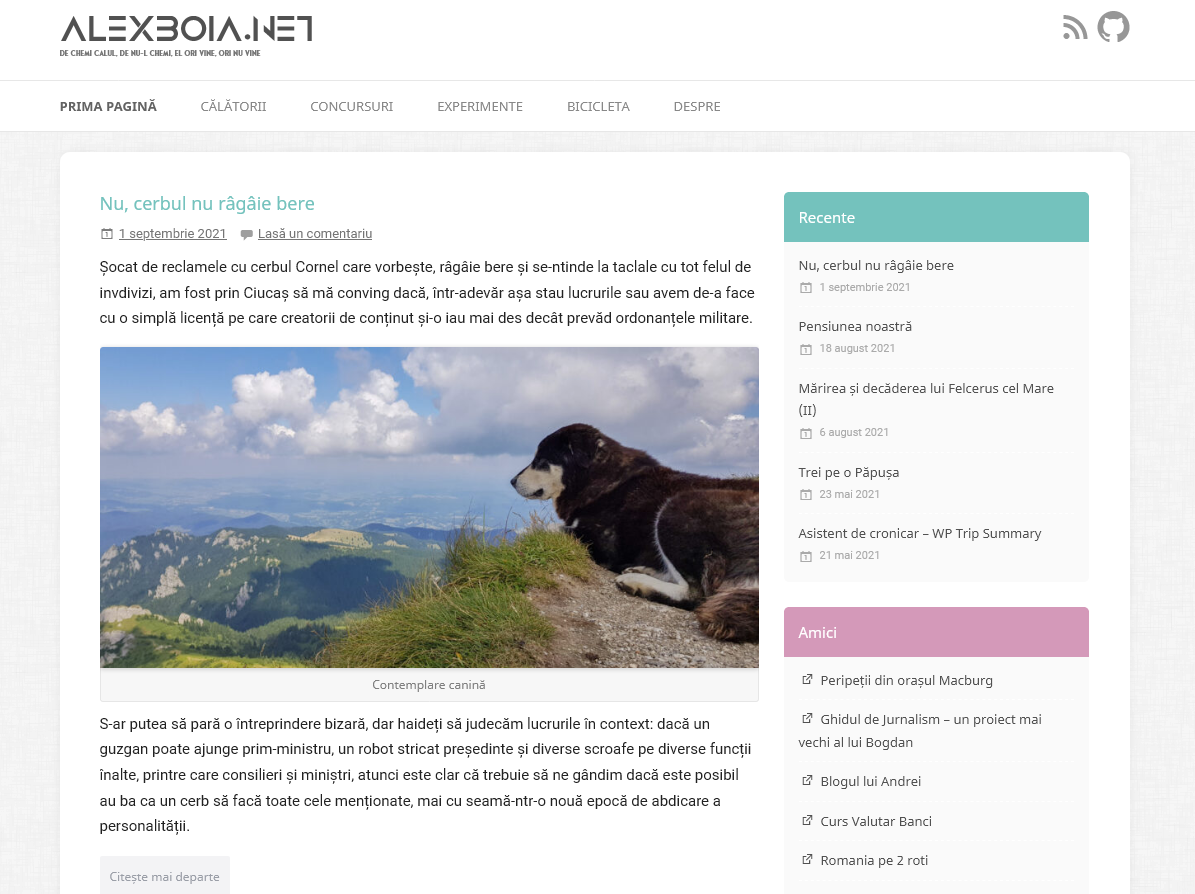 ALEXBOIA.NET
DE CHEMI CALUL, DE NU-L CHEMI, EL ORI VINE, ORI NU VINE
PRIMA PAGINĂ
CĂLĂTORII
CONCURSURI
EXPERIMENTE
BICICLETA
DESPRE
Nu, cerbul nu râgâie bere
1 septembrie 2021 Lasă un comentariu
Șocat de reclamele cu cerbul Cornel care vorbește, râgâie bere și se-ntinde la taclale cu tot felul de
invdivizi, am fost prin Ciucaș să mă conving dacă, într-adevăr așa stau lucrurile sau avem de-a face
cu o simplă licență pe care creatorii de conținut și-o iau mai des decât prevăd ordonanțele militare.
Contemplare canină
S-ar putea să pară o întreprindere bizară, dar haideți să judecăm lucrurile în context: dacă un
guzgan poate ajunge prim-ministru, un robot stricat președinte și diverse scroafe pe diverse funcții
înalte, printre care consilieri și miniștri, atunci este clar că trebuie să ne gândim dacă este posibil
au ba ca un cerb să facă toate cele menționate, mai cu seamă-ntr-o nouă epocă de abdicare a
personalității.
Citește mai departe
Recente
Nu, cerbul nu râgâie bere
1 septembrie 2021
Pensiunea noastră
18 august 2021
Mărirea și decăderea lui Felcerus cel Mare
(II)
6 august 2021
Trei pe o Păpușa
23 mai 2021
Asistent de cronicar – WP Trip Summary
21 mai 2021
Amici
Peripeții din orașul Macburg
Ghidul de Jurnalism – un proiect mai
vechi al lui Bogdan
Blogul lui Andrei
Curs Valutar Banci
Romania pe 2 roti